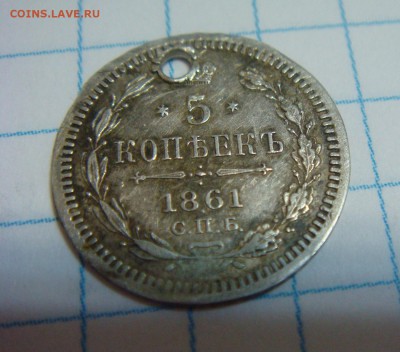 COINS.LAVE.RU
* 5 *
КОПѢЕКЪ
1861
С.П.Б.